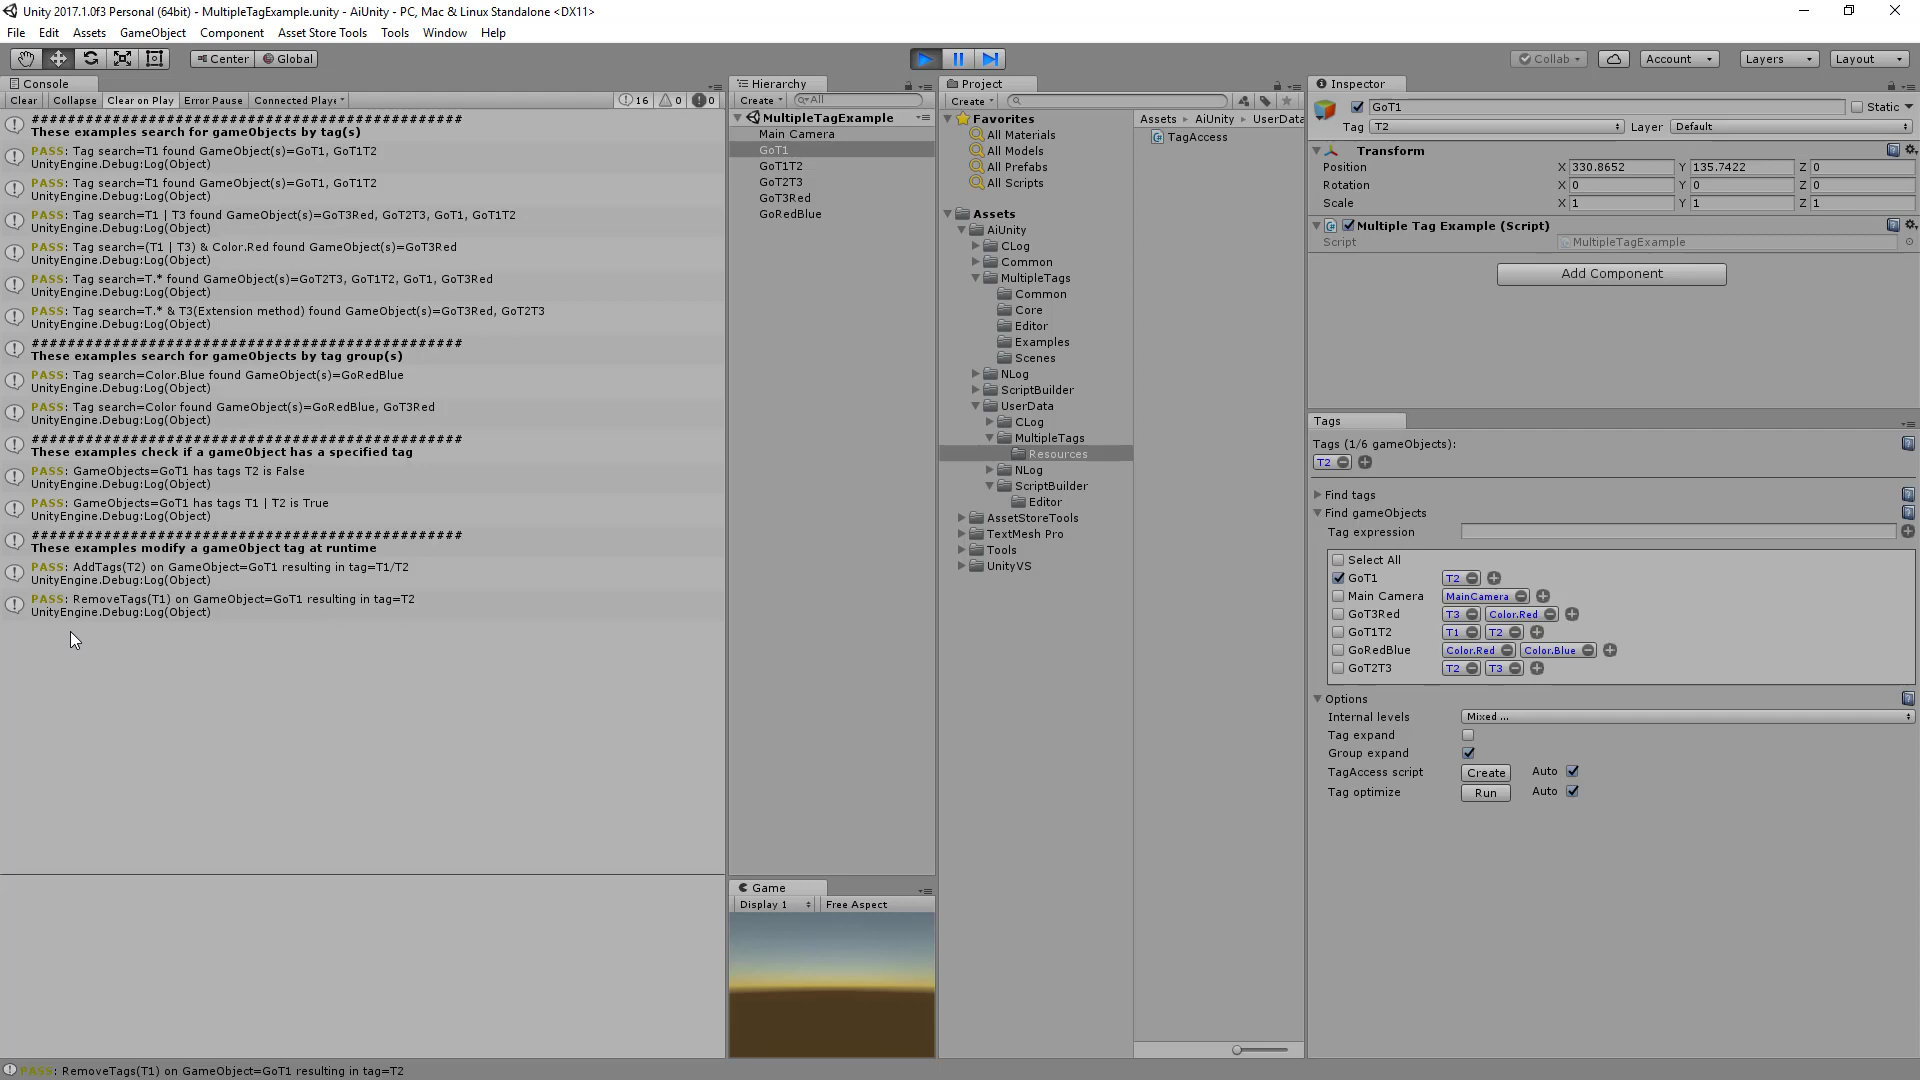 Unity 2017.1.0f3 Personal (64bit) - MultipleTagExample.unity - AiUnity - PC, Mac & Linux Standalone <DX11>
File Edit Assets GameObject Component Asset Store Tools Tools Window Help
Center Global
Collab Account Layers Layout
Console
Clear Collapse Clear on Play Error Pause Connected Playe 16 0 0
################################################
These examples search for gameObjects by tag(s)
PASS: Tag search=T1 found GameObject(s)=GoT1, GoT1T2
UnityEngine.Debug:Log(Object)
PASS: Tag search=T1 found GameObject(s)=GoT1, GoT1T2
UnityEngine.Debug:Log(Object)
PASS: Tag search=T1 | T3 found GameObject(s)=GoT3Red, GoT2T3, GoT1, GoT1T2
UnityEngine.Debug:Log(Object)
PASS: Tag search=(T1 | T3) & Color.Red found GameObject(s)=GoT3Red
UnityEngine.Debug:Log(Object)
PASS: Tag search=T.* found GameObject(s)=GoT2T3, GoT1T2, GoT1, GoT3Red
UnityEngine.Debug:Log(Object)
PASS: Tag search=T.* & T3(Extension method) found GameObject(s)=GoT3Red, GoT2T3
UnityEngine.Debug:Log(Object)
################################################
These examples search for gameObjects by tag group(s)
PASS: Tag search=Color.Blue found GameObject(s)=GoRedBlue
UnityEngine.Debug:Log(Object)
PASS: Tag search=Color found GameObject(s)=GoRedBlue, GoT3Red
UnityEngine.Debug:Log(Object)
################################################
These examples check if a gameObject has a specified tag
PASS: GameObjects=GoT1 has tags T2 is False
UnityEngine.Debug:Log(Object)
PASS: GameObjects=GoT1 has tags T1 | T2 is True
UnityEngine.Debug:Log(Object)
################################################
These examples modify a gameObject tag at runtime
PASS: AddTags(T2) on GameObject=GoT1 resulting in tag=T1/T2
UnityEngine.Debug:Log(Object)
PASS: RemoveTags(T1) on GameObject=GoT1 resulting in tag=T2
UnityEngine.Debug:Log(Object)
Hierarchy
Create All
MultipleTagExample
Main Camera
GoT1
GoT1T2
GoT2T3
GoT3Red
GoRedBlue
Game
Display 1 Free Aspect
Project
Create
Favorites
All Materials
All Models
All Prefabs
All Scripts
Assets
AiUnity
CLog
Common
MultipleTags
Common
Core
Editor
Examples
Scenes
NLog
ScriptBuilder
UserData
CLog
MultipleTags
Resources
NLog
ScriptBuilder
Editor
AssetStoreTools
TextMesh Pro
Tools
UnityVS
Assets AiUnity UserData
TagAccess
Inspector
GoT1 Static
Tag T2 Layer Default
Transform
Position X 330.8652 Y 135.7422 Z 0
Rotation X 0 Y 0 Z 0
Scale X 1 Y 1 Z 1
Multiple Tag Example (Script)
Script MultipleTagExample
Add Component
Tags
Tags (1/6 gameObjects):
T2
Find tags
Find gameObjects
Tag expression
Select All
GoT1 T2
Main Camera MainCamera
GoT3Red T3 Color.Red
GoT1T2 T1 T2
GoRedBlue Color.Red Color.Blue
GoT2T3 T2 T3
Options
Internal levels Mixed ...
Tag expand
Group expand
TagAccess script Create Auto
Tag optimize Run Auto
PASS: RemoveTags(T1) on GameObject=GoT1 resulting in tag=T2